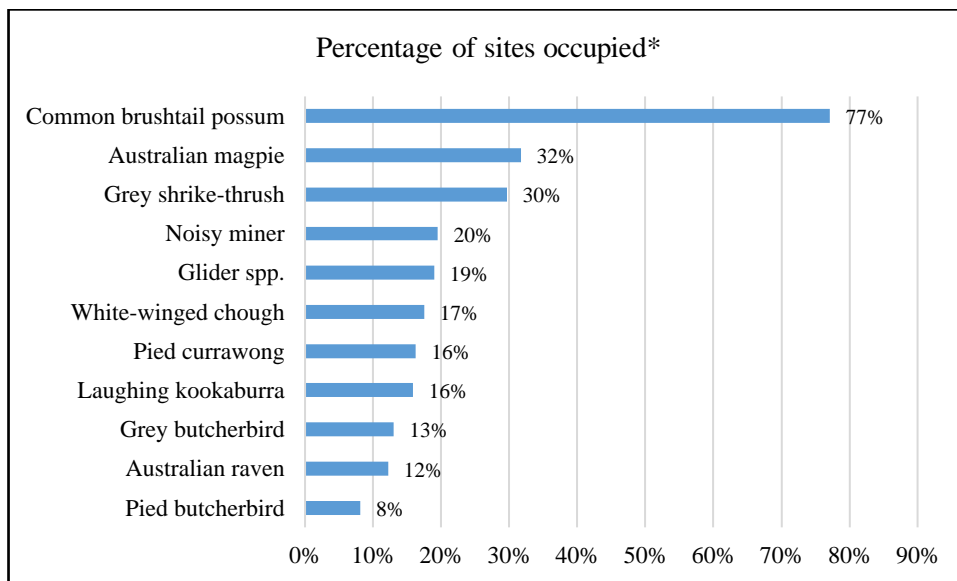 Percentage of sites occupied*
Common brushtail possum 77%
Australian magpie 32%
Grey shrike-thrush 30%
Noisy miner 20%
Glider spp. 19%
White-winged chough 17%
Pied currawong 16%
Laughing kookaburra 16%
Grey butcherbird 13%
Australian raven 12%
Pied butcherbird 8%
0% 10% 20% 30% 40% 50% 60% 70% 80% 90%